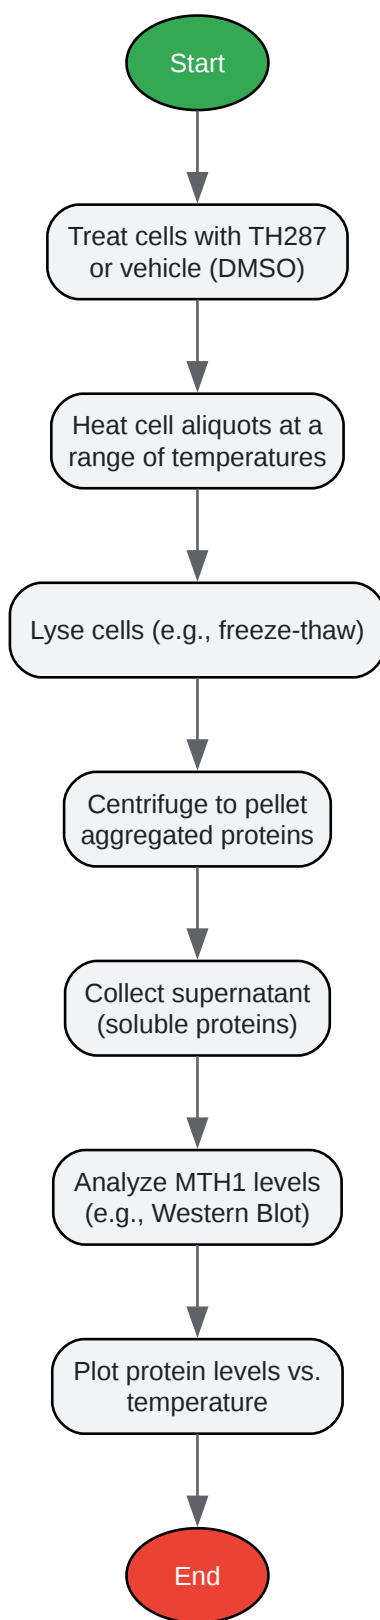 Start
Treat cells with TH287
or vehicle (DMSO)
Heat cell aliquots at a
range of temperatures
Lyse cells (e.g., freeze-thaw)
Centrifuge to pellet
aggregated proteins
Collect supernatant
(soluble proteins)
Analyze MTH1 levels
(e.g., Western Blot)
Plot protein levels vs.
temperature
End